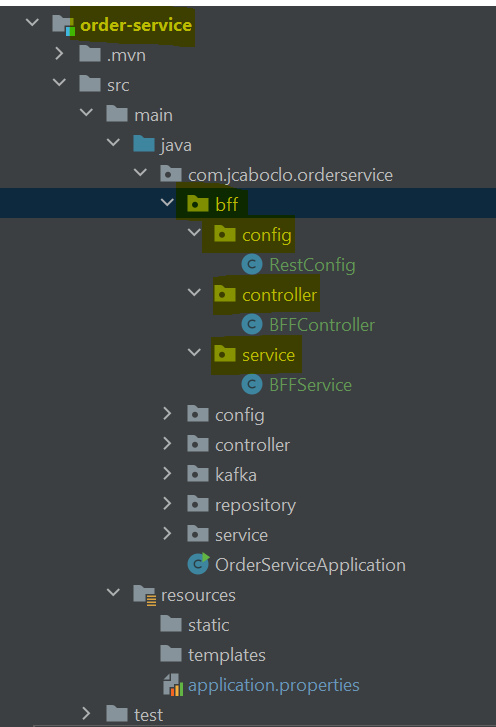 order-service
.mvn
src
main
java
com.jcaboclo.orderservice
bff
config
RestConfig
controller
BFFController
service
BFFService
config
controller
kafka
repository
service
OrderServiceApplication
resources
static
templates
application.properties
test